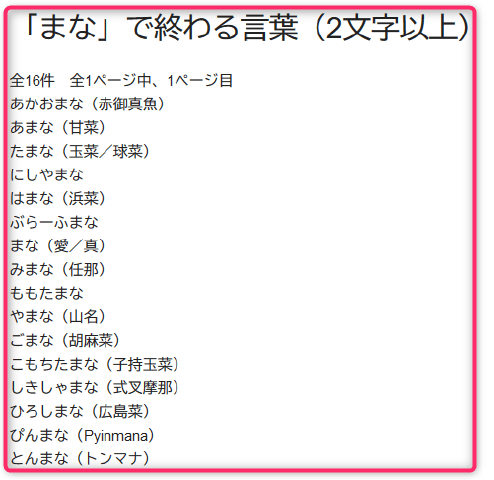 「まな」で終わる言葉（2文字以上）
全16件　全1ページ中、1ページ目
あかおまな（赤御真魚）
あまな（甘菜）
たまな（玉菜／球菜）
にしやまな
はまな（浜菜）
ぶらーふまな
まな（愛／真）
みまな（任那）
ももたまな
やまな（山名）
ごまな（胡麻菜）
こもちたまな（子持玉菜）
しきしゃまな（式叉摩那）
ひろしまな（広島菜）
ぴんまな（Pyinmana）
とんまな（トンマナ）